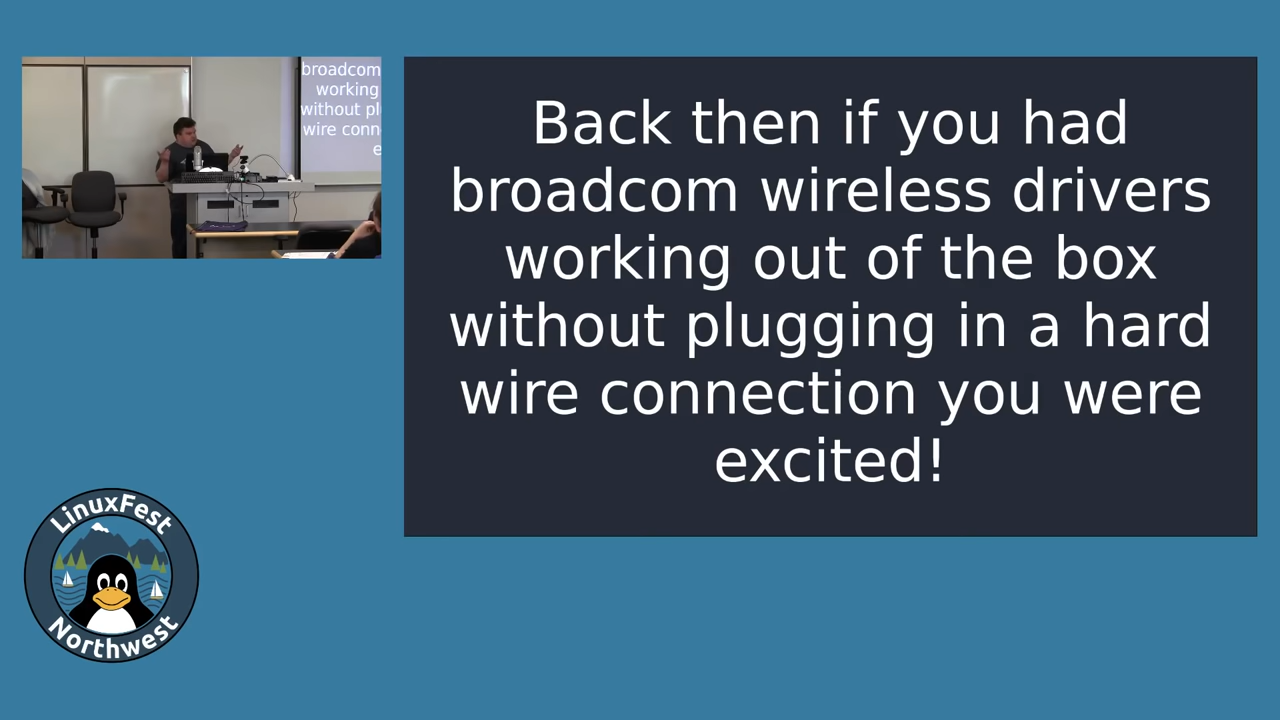 broadcom
working
without pl
wire conn
e
Back then if you had
broadcom wireless drivers
working out of the box
without plugging in a hard
wire connection you were
excited!
LinuxFest
Northwest